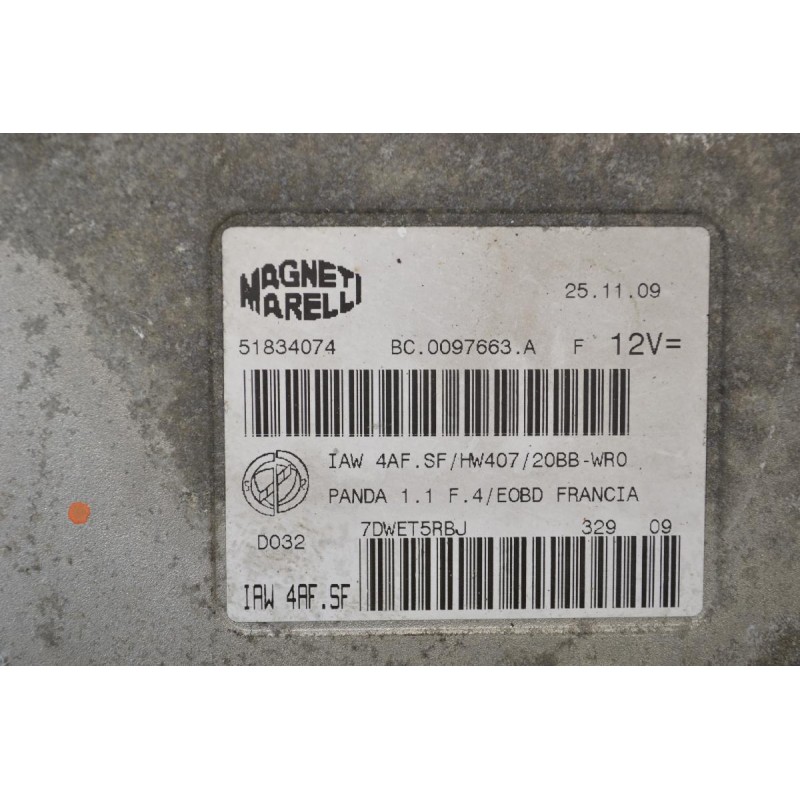 MAGNETI
MARELLI
25.11.09
51834074 BC.0097663.A F 12V=
IAW 4AF.SF/HW407/20BB-WR0
PANDA 1.1 F.4/EOBD FRANCIA
7DWET5RBJ 329 09
D032
IAW 4AF.SF